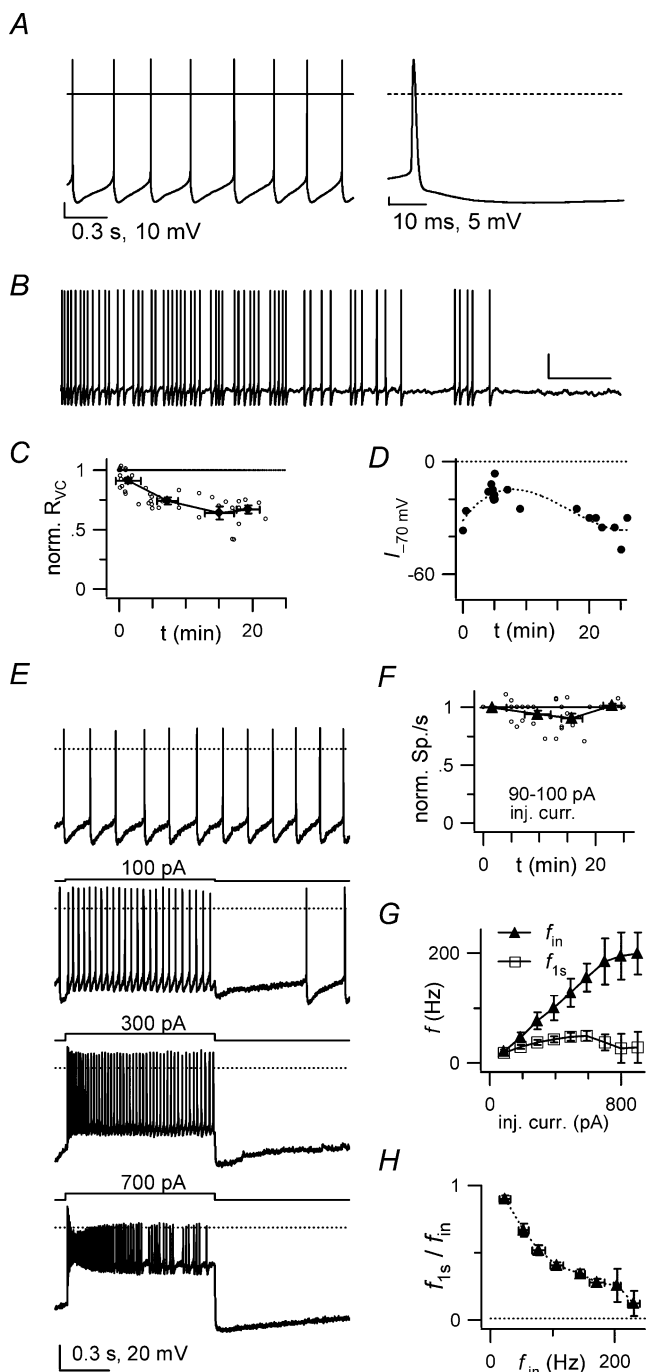 A
0.3 s, 10 mV
10 ms, 5 mV
B
C
norm. R_VC
1
0.5
0
0
20
t (min)
D
I_−70 mV
0
-60
0
20
t (min)
E
100 pA
300 pA
700 pA
0.3 s, 20 mV
F
norm. Sp./s
1
.5
0
90-100 pA
inj. curr.
0
20
t (min)
G
f_in
f_1s
f (Hz)
200
0
0
800
inj. curr. (pA)
H
f_1s / f_in
1
0
0
200
f_in (Hz)